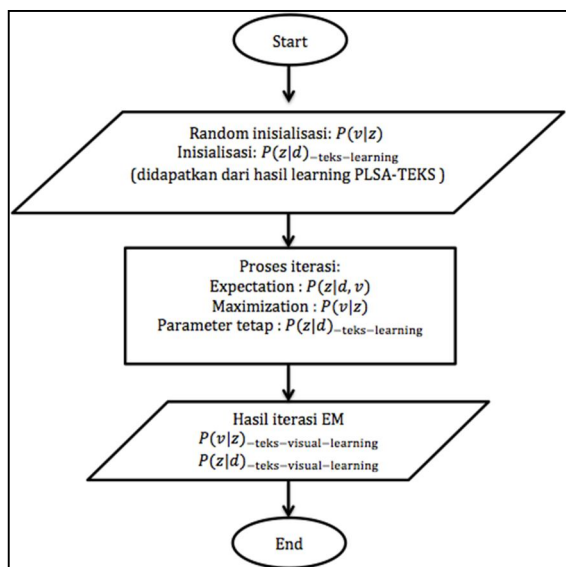 Start
Random inisialisasi: P(v|z)
Inisialisasi: P(z|d)₋teks₋learning
(didapatkan dari hasil learning PLSA-TEKS )
Proses iterasi:
Expectation : P(z|d, v)
Maximization : P(v|z)
Parameter tetap : P(z|d)₋teks₋learning
Hasil iterasi EM
P(v|z)₋teks₋visual₋learning
P(z|d)₋teks₋visual₋learning
End